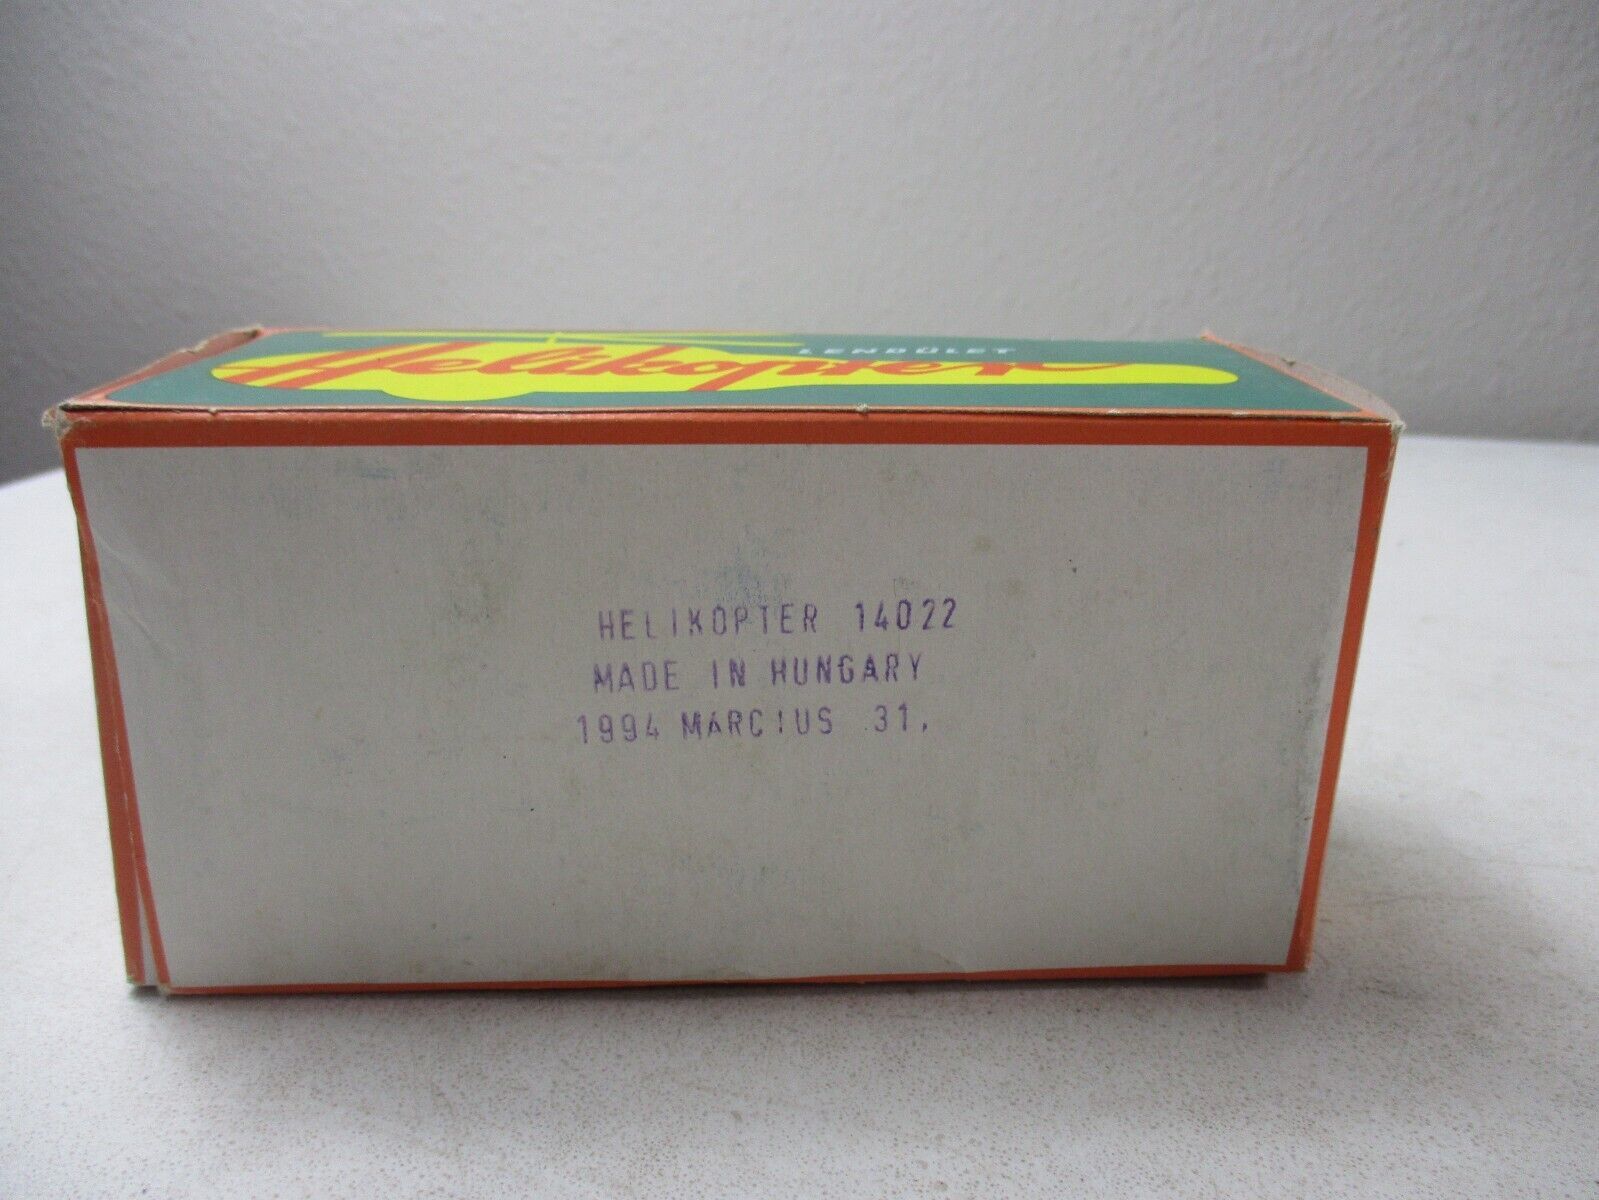 LENDÜLET
Helikopter
HELIKOPTER 14022
MADE IN HUNGARY
1994 MÁRCIUS 31.